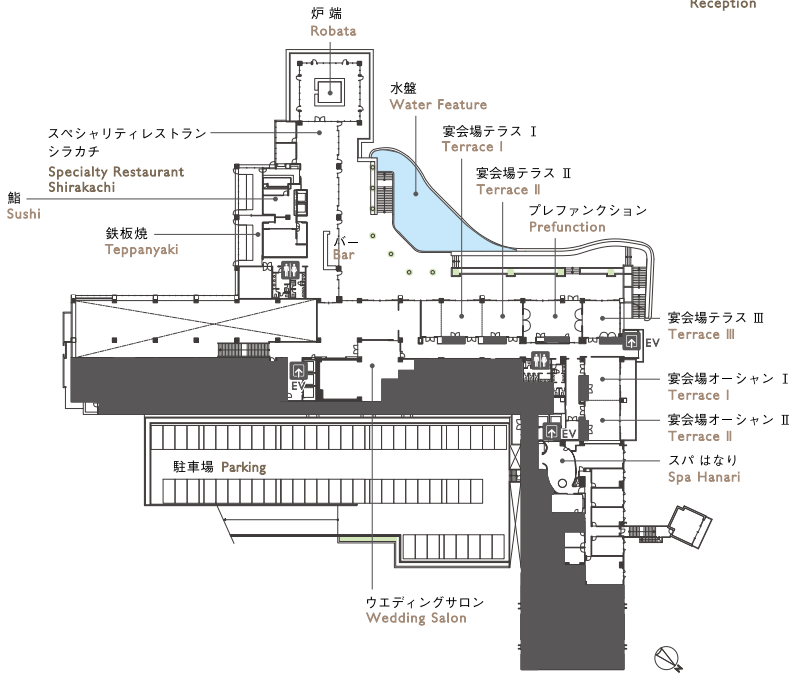 Reception
炉 端
Robata
水盤
Water Feature
スペシャリティレストラン
シラカチ
Specialty Restaurant
Shirakachi
宴会場テラス Ⅰ
Terrace Ⅰ
宴会場テラス Ⅱ
Terrace Ⅱ
鮨
Sushi
プレファンクション
Prefunction
鉄板焼
Teppanyaki
バー
Bar
宴会場テラス Ⅲ
Terrace Ⅲ
EV
EV
宴会場オーシャン Ⅰ
Terrace Ⅰ
宴会場オーシャン Ⅱ
Terrace Ⅱ
EV
スパ はなり
Spa Hanari
駐車場 Parking
ウエディングサロン
Wedding Salon
N